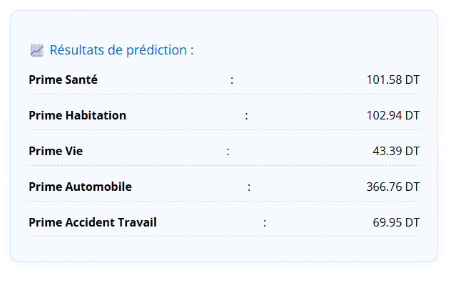 Résultats de prédiction :
Prime Santé : 101.58 DT
Prime Habitation : 102.94 DT
Prime Vie : 43.39 DT
Prime Automobile : 366.76 DT
Prime Accident Travail : 69.95 DT